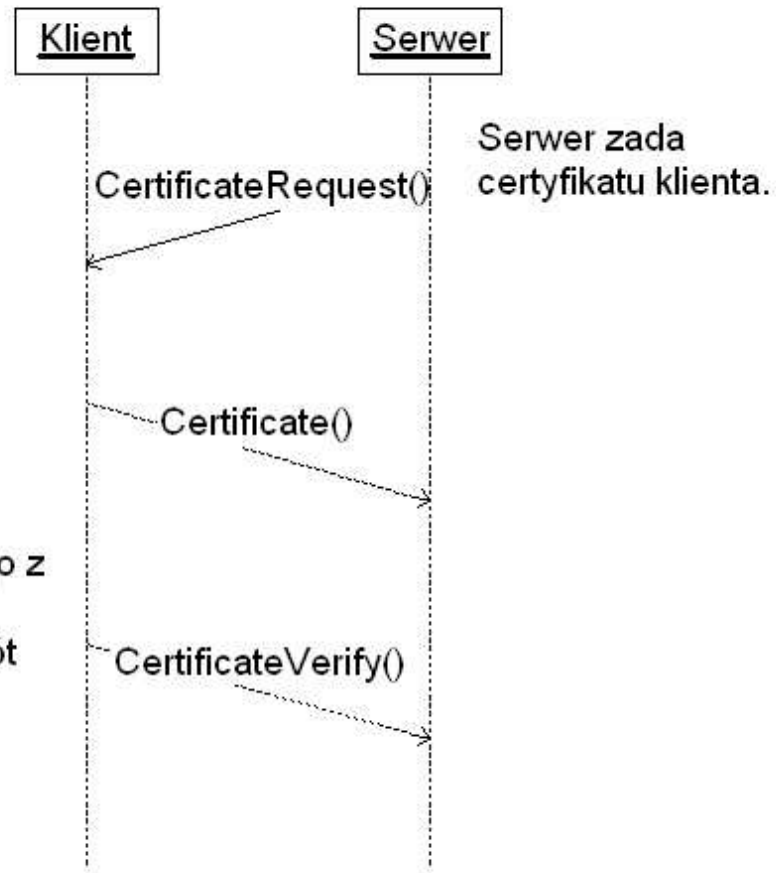 Klient
Serwer
Serwer zada
certyfikatu klienta.
CertificateRequest()
Certificate()
z
CertificateVerify()